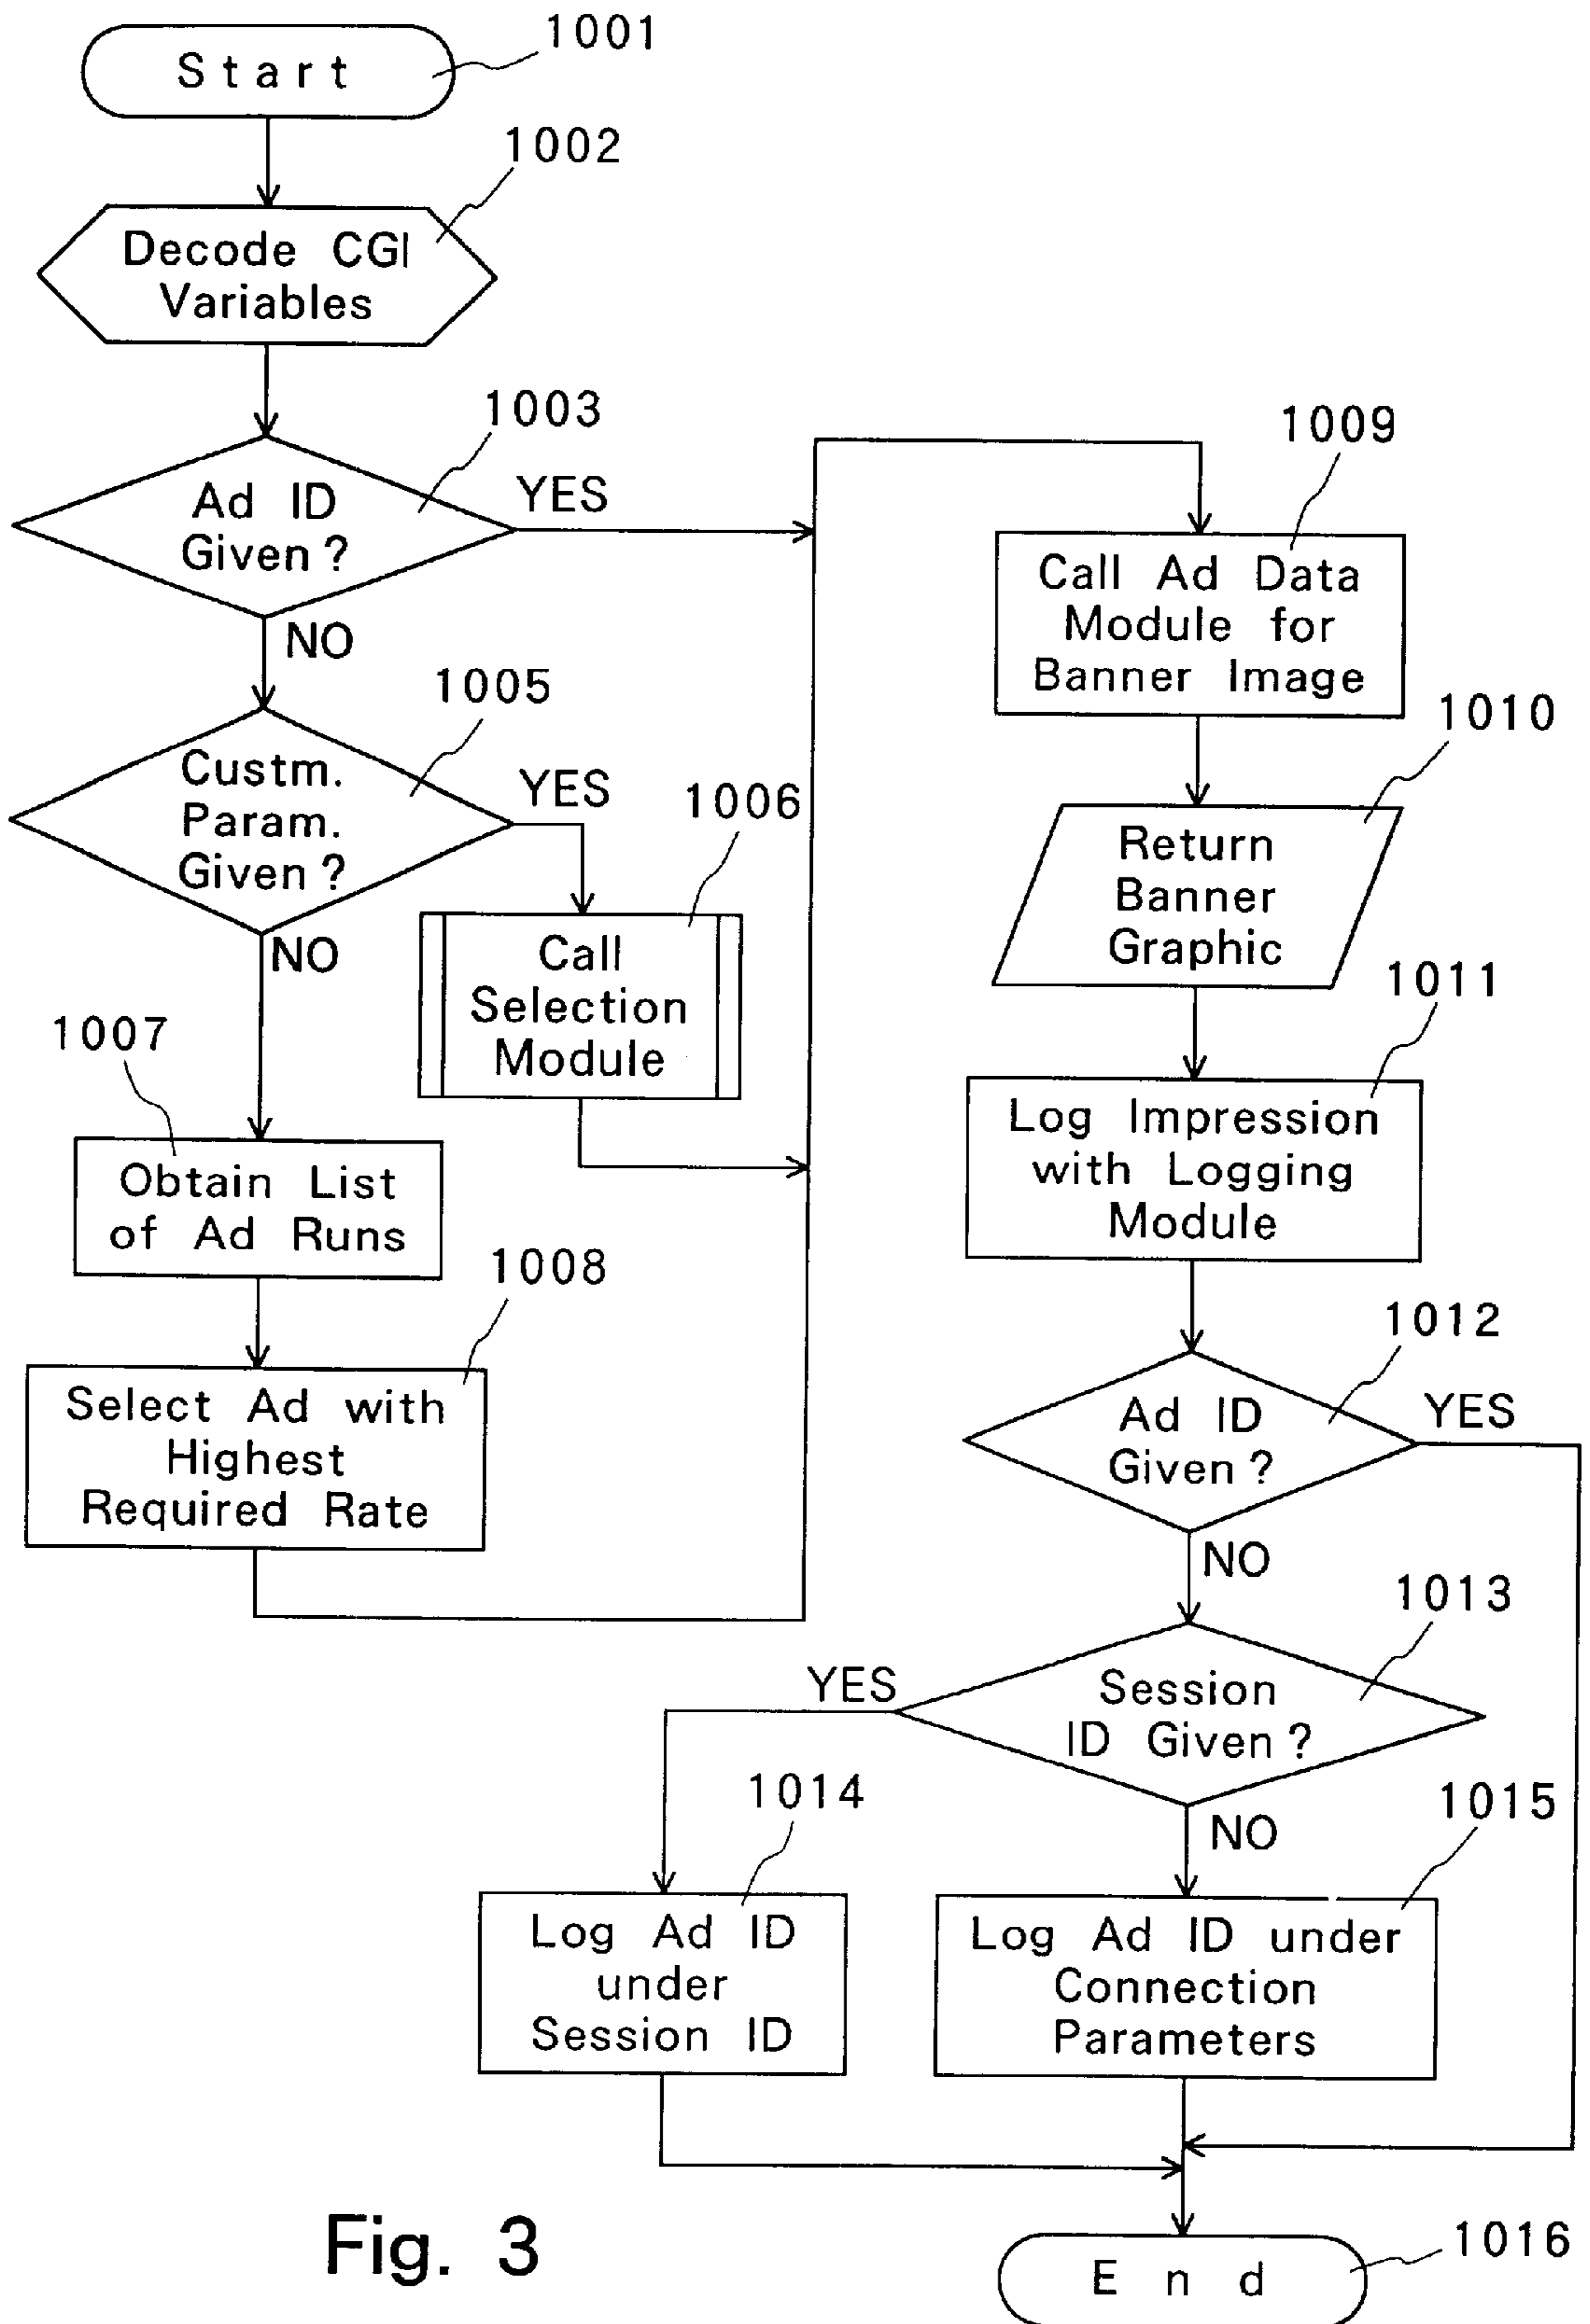 Start
1001
1002
Decode CGI
Variables
1003
Ad ID
Given?
YES
NO
1005
Custm.
Param.
Given?
YES
NO
1006
Call
Selection
Module
1007
Obtain List
of Ad Runs
1008
Select Ad with
Highest
Required Rate
1009
Call Ad Data
Module for
Banner Image
1010
Return
Banner
Graphic
1011
Log Impression
with Logging
Module
1012
Ad ID
Given?
YES
NO
1013
Session
ID Given?
YES
NO
1014
Log Ad ID
under
Session ID
1015
Log Ad ID under
Connection
Parameters
1016
End
Fig. 3